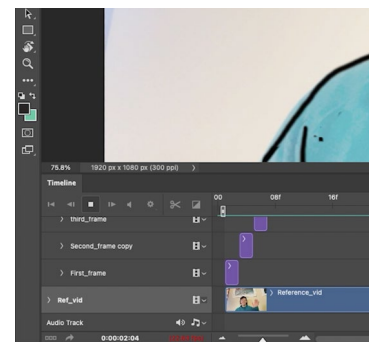 75.8% 1920 px x 1080 px (300 ppi)
Timeline
00 08f 16f
third_frame
Second_frame copy
First_frame
Ref_vid
Reference_vid
Audio Track
0:00:02:04